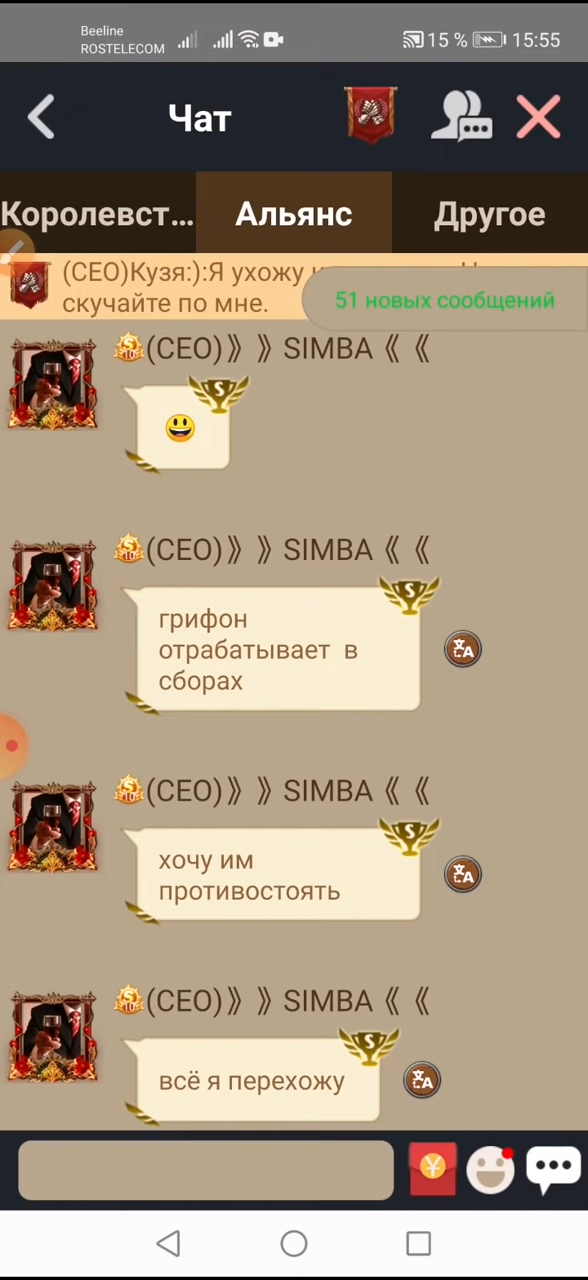 Beeline
ROSTELECOM
15 %
15:55
Чат
Королевст...
Альянс
Другое
(CEO)Кузя:):Я ухожу
скучайте по мне.
51 новых сообщений
(CEO)》 》 SIMBA 《 《
(CEO)》 》 SIMBA 《 《
грифон
отрабатывает в
сборах
(CEO)》 》 SIMBA 《 《
хочу им
противостоять
(CEO)》 》 SIMBA 《 《
всё я перехожу